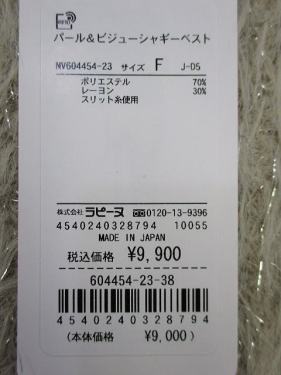 パール＆ビジューシャギーベスト
NV604454-23 サイズ F J-D5
ポリエステル 70%
レーヨン 30%
スリット糸使用
株式会社 ラピーヌ 0120-13-9396
4540240328794 10055
MADE IN JAPAN
税込価格 ¥9,900
604454-23-38
4540240328794
(本体価格 ¥9,000)